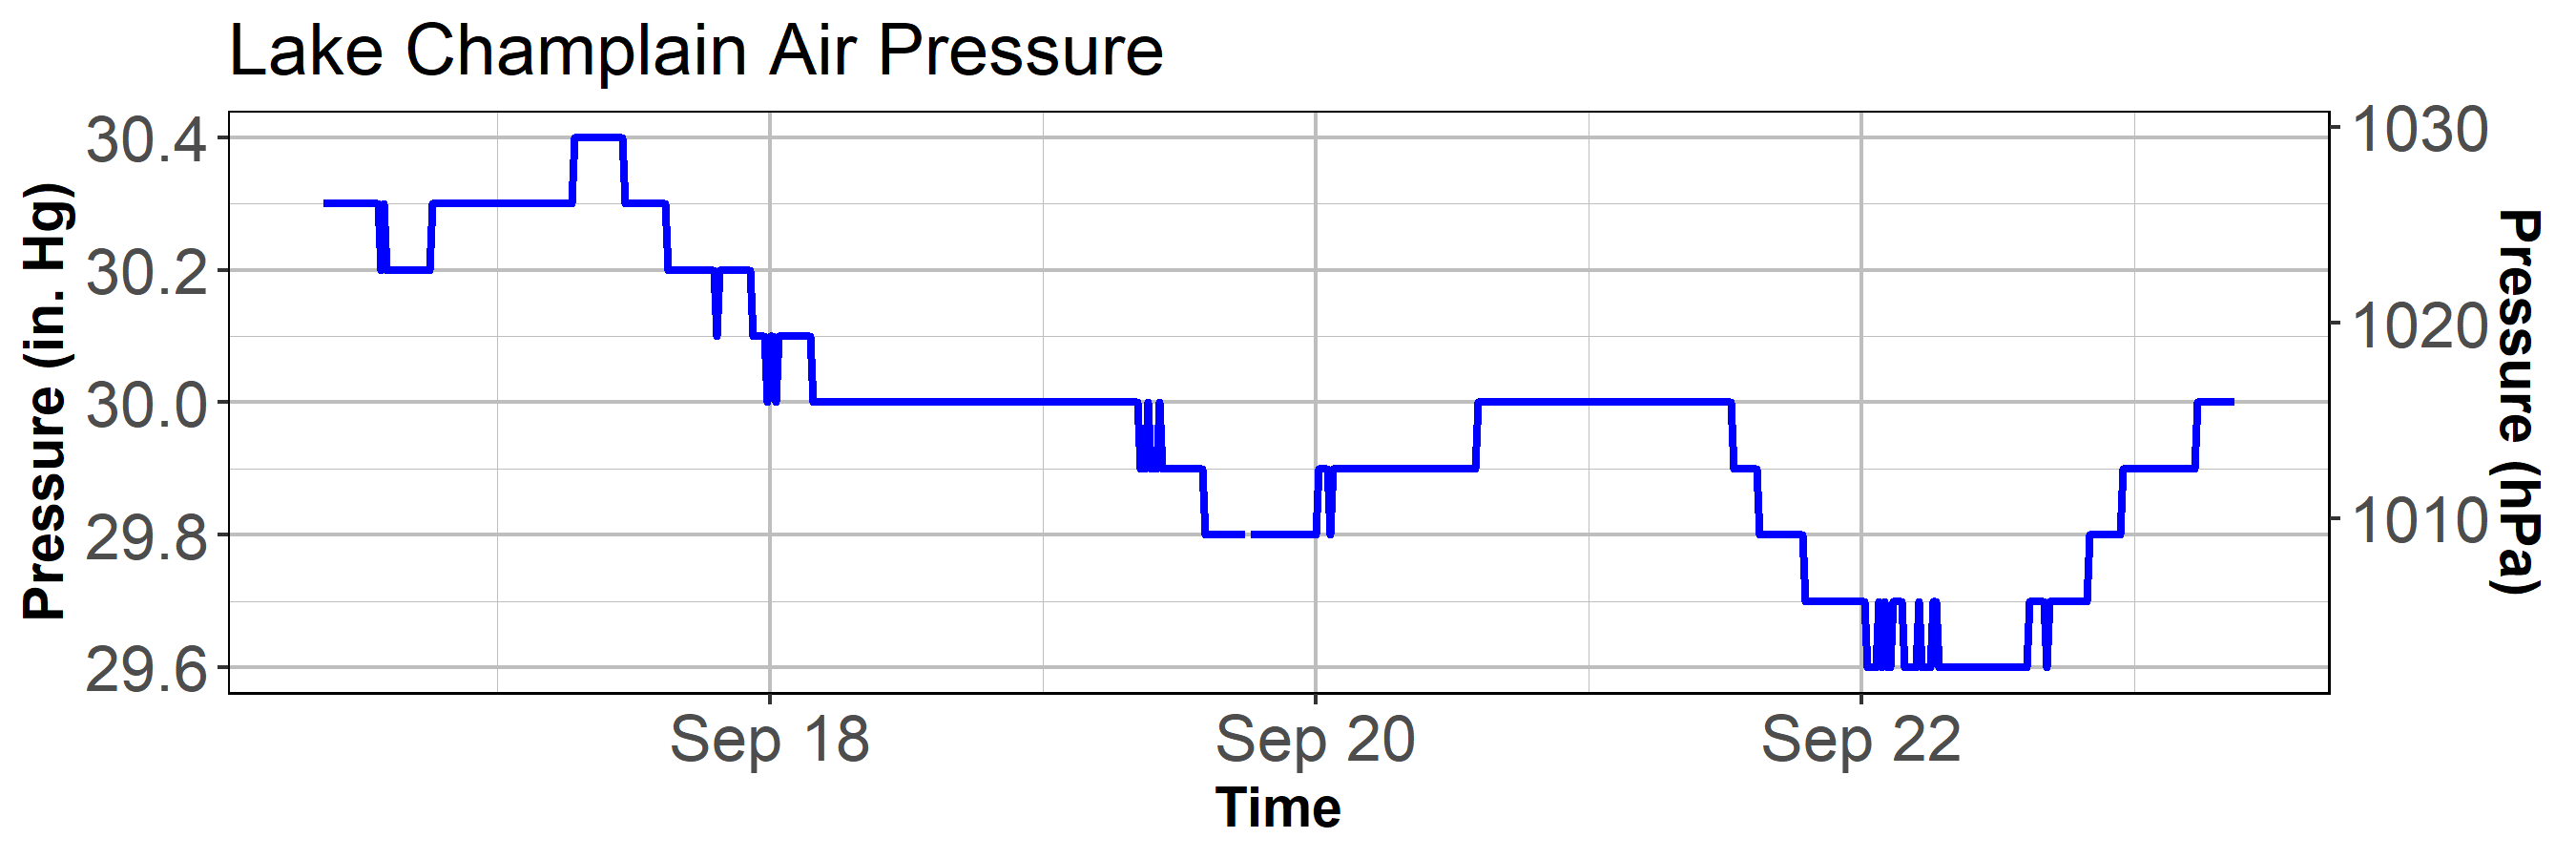 Lake Champlain Air Pressure
Pressure (in. Hg)
30.4
30.2
30.0
29.8
29.6
1030
1020
1010
Pressure (hPa)
Sep 18
Sep 20
Sep 22
Time